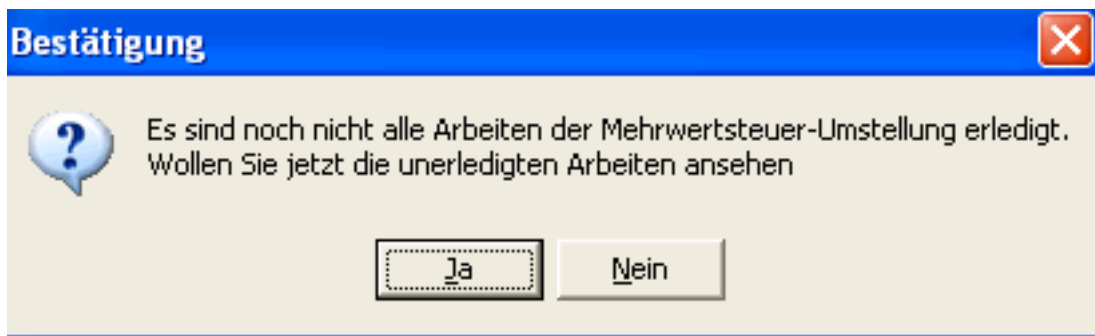 Bestätigung
Es sind noch nicht alle Arbeiten der Mehrwertsteuer-Umstellung erledigt.
Wollen Sie jetzt die unerledigten Arbeiten ansehen
Ja
Nein